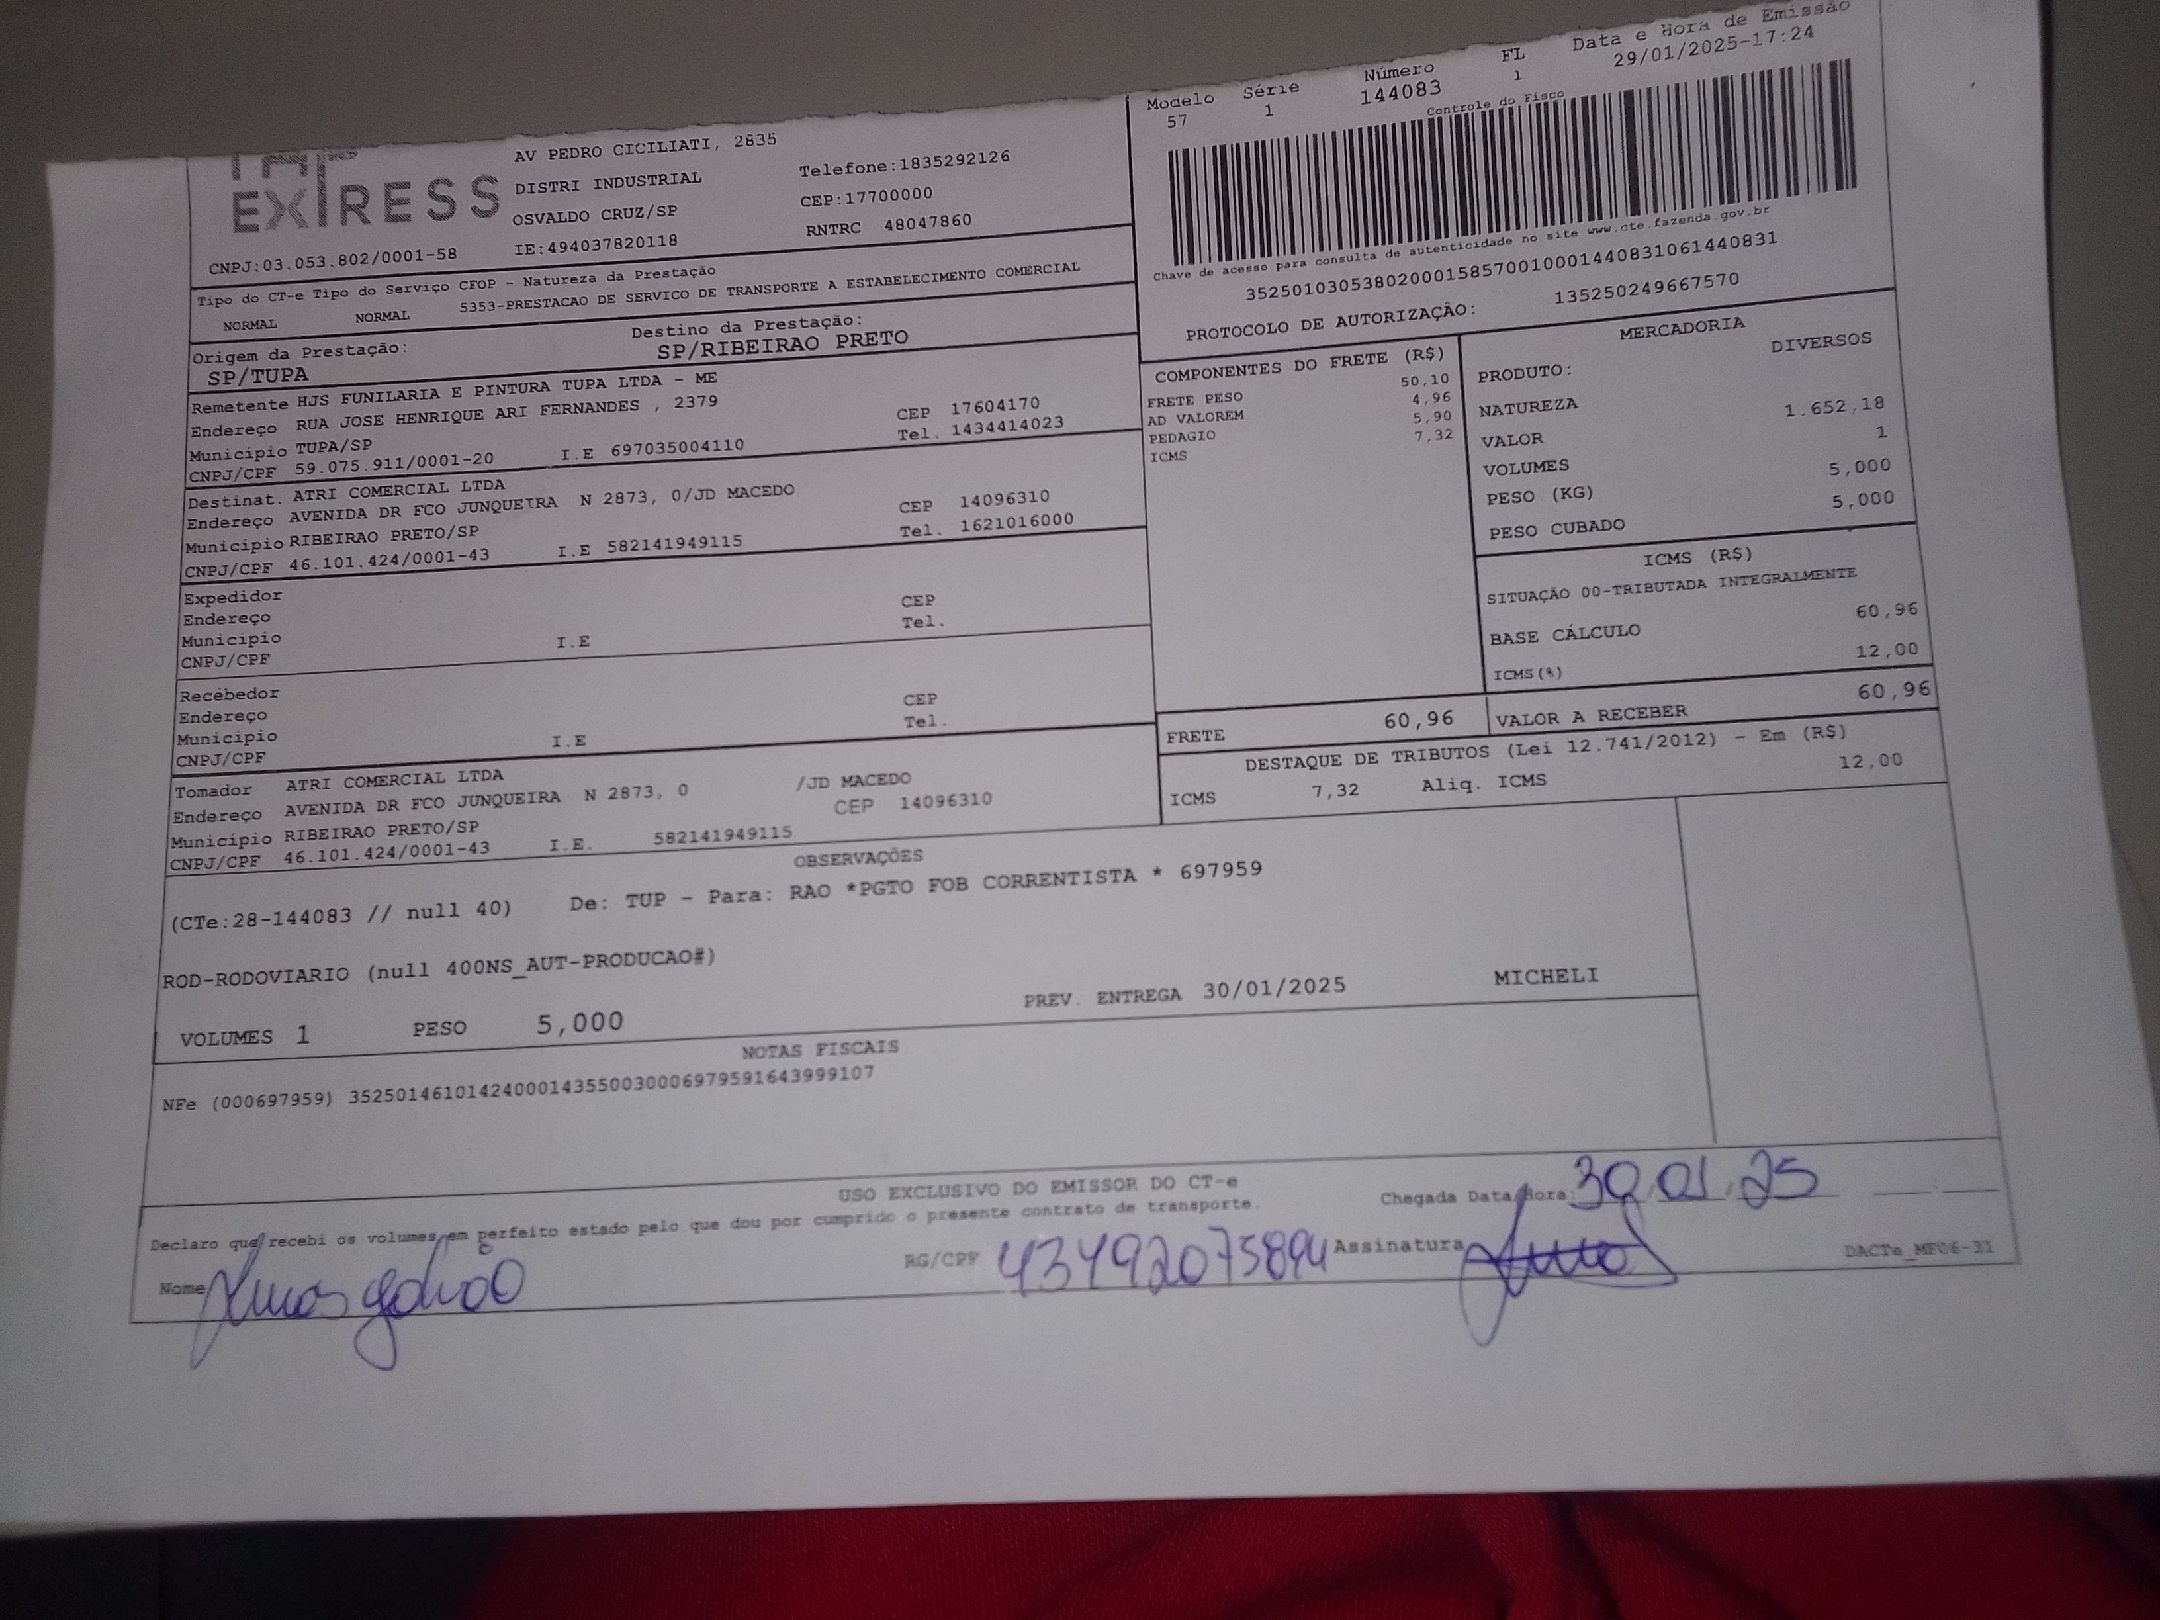 Modelo Série Número FL Data e Hora de Emissão
57 1 144083 1 29/01/2025-17:24
Controle do Fisco
EXPRESS
AV PEDRO CICILIATI, 2835
DISTRI INDUSTRIAL Telefone:1835292126
OSVALDO CRUZ/SP CEP:17700000
CNPJ:03.053.802/0001-58 IE:494037820118 RNTRC 48047860
Chave de acesso para consulta de autenticidade no site www.cte.fazenda.gov.br
35250103053802000158570010001440831061440831
PROTOCOLO DE AUTORIZAÇÃO: 135250249667570
Tipo do CT-e Tipo do Serviço CFOP - Natureza da Prestação
NORMAL NORMAL 5353-PRESTACAO DE SERVICO DE TRANSPORTE A ESTABELECIMENTO COMERCIAL
Origem da Prestação: Destino da Prestação:
SP/TUPA SP/RIBEIRAO PRETO
Remetente HJS FUNILARIA E PINTURA TUPA LTDA - ME
Endereço RUA JOSE HENRIQUE ARI FERNANDES , 2379
Municipio TUPA/SP CEP 17604170
CNPJ/CPF 59.075.911/0001-20 I.E 697035004110 Tel. 1434414023
Destinat. ATRI COMERCIAL LTDA
Endereço AVENIDA DR FCO JUNQUEIRA N 2873, 0/JD MACEDO
Municipio RIBEIRAO PRETO/SP CEP 14096310
CNPJ/CPF 46.101.424/0001-43 I.E 582141949115 Tel. 1621016000
Expedidor
Endereço CEP
Municipio I.E Tel.
CNPJ/CPF
Recebedor
Endereço CEP
Municipio I.E Tel.
CNPJ/CPF
Tomador ATRI COMERCIAL LTDA
Endereço AVENIDA DR FCO JUNQUEIRA N 2873, 0 /JD MACEDO
Município RIBEIRAO PRETO/SP CEP 14096310
CNPJ/CPF 46.101.424/0001-43 I.E. 582141949115
COMPONENTES DO FRETE (R$)
FRETE PESO 50,10
AD VALOREM 4,96
PEDAGIO 5,90
ICMS 7,32
MERCADORIA
PRODUTO: DIVERSOS
NATUREZA
VALOR 1.652,18
VOLUMES 1
PESO (KG) 5,000
PESO CUBADO 5,000
ICMS (R$)
SITUAÇÃO 00-TRIBUTADA INTEGRALMENTE
BASE CÁLCULO 60,96
ICMS(%) 12,00
FRETE 60,96 VALOR A RECEBER 60,96
DESTAQUE DE TRIBUTOS (Lei 12.741/2012) - Em (R$)
ICMS 7,32 Aliq. ICMS 12,00
OBSERVAÇÕES
(CTe:28-144083 // null 40) De: TUP - Para: RAO *PGTO FOB CORRENTISTA * 697959
ROD-RODOVIARIO (null 400NS_AUT-PRODUCAO#)
VOLUMES 1 PESO 5,000 PREV. ENTREGA 30/01/2025 MICHELI
NOTAS FISCAIS
NFe (000697959) 35250146101424000143550030006979591643999107
USO EXCLUSIVO DO EMISSOR DO CT-e
Declaro que recebi os volumes em perfeito estado pelo que dou por cumprido o presente contrato de transporte.
Chegada Data/Hora: 30 01 25
Nome RG/CPF 43492075894 Assinatura
DACTe_MF06-31